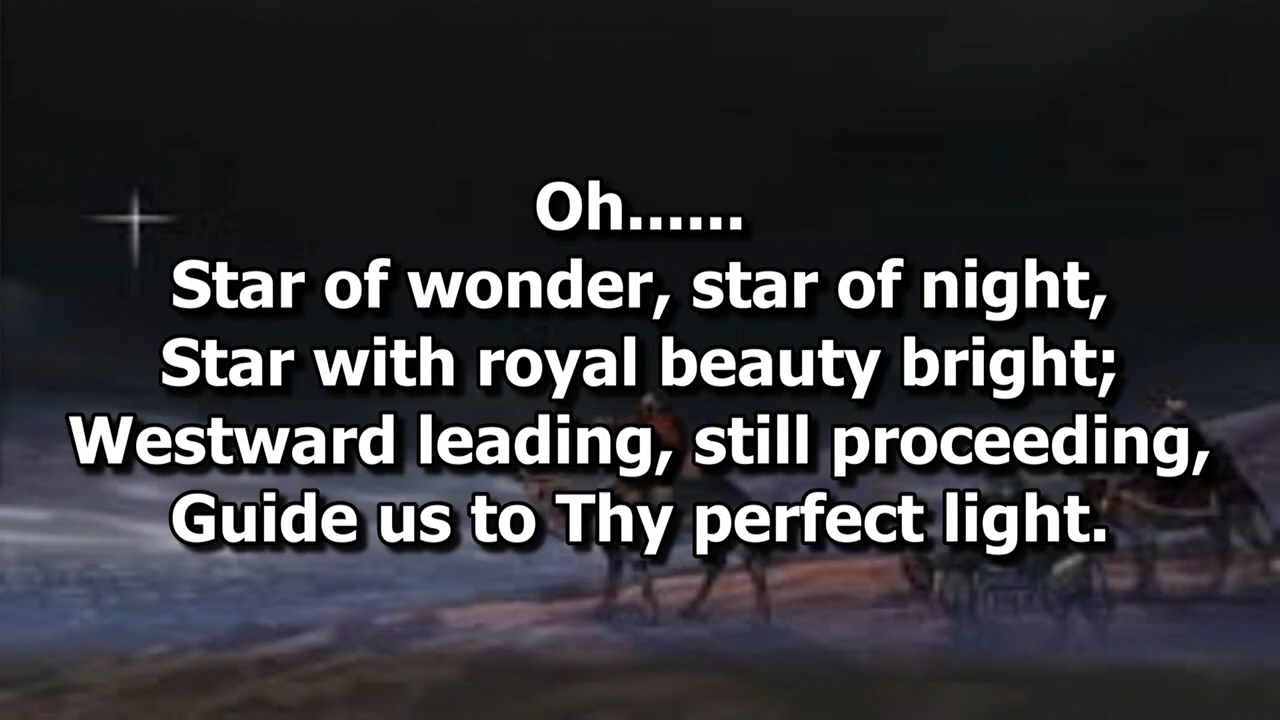 Oh......
Star of wonder, star of night,
Star with royal beauty bright;
Westward leading, still proceeding,
Guide us to Thy perfect light.